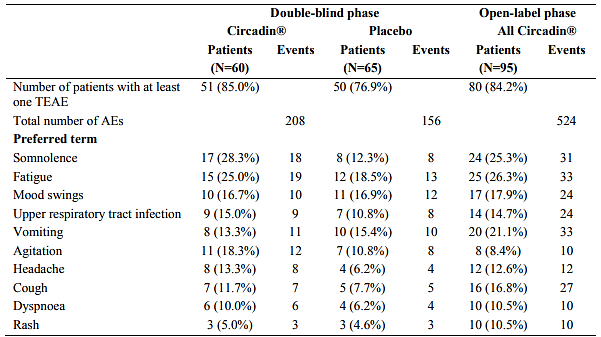 Double-blind phase Open-label phase
Circadin® Placebo All Circadin®
Patients Events Patients Events Patients Events
(N=60) (N=65) (N=95)
Number of patients with at least 51 (85.0%) 50 (76.9%) 80 (84.2%)
one TEAE
Total number of AEs 208 156 524
Preferred term
Somnolence 17 (28.3%) 18 8 (12.3%) 8 24 (25.3%) 31
Fatigue 15 (25.0%) 19 12 (18.5%) 13 25 (26.3%) 33
Mood swings 10 (16.7%) 10 11 (16.9%) 12 17 (17.9%) 24
Upper respiratory tract infection 9 (15.0%) 9 7 (10.8%) 8 14 (14.7%) 24
Vomiting 8 (13.3%) 11 10 (15.4%) 10 20 (21.1%) 33
Agitation 11 (18.3%) 12 7 (10.8%) 8 8 (8.4%) 10
Headache 8 (13.3%) 8 4 (6.2%) 4 12 (12.6%) 12
Cough 7 (11.7%) 7 5 (7.7%) 5 16 (16.8%) 27
Dyspnoea 6 (10.0%) 6 4 (6.2%) 4 10 (10.5%) 10
Rash 3 (5.0%) 3 3 (4.6%) 3 10 (10.5%) 10